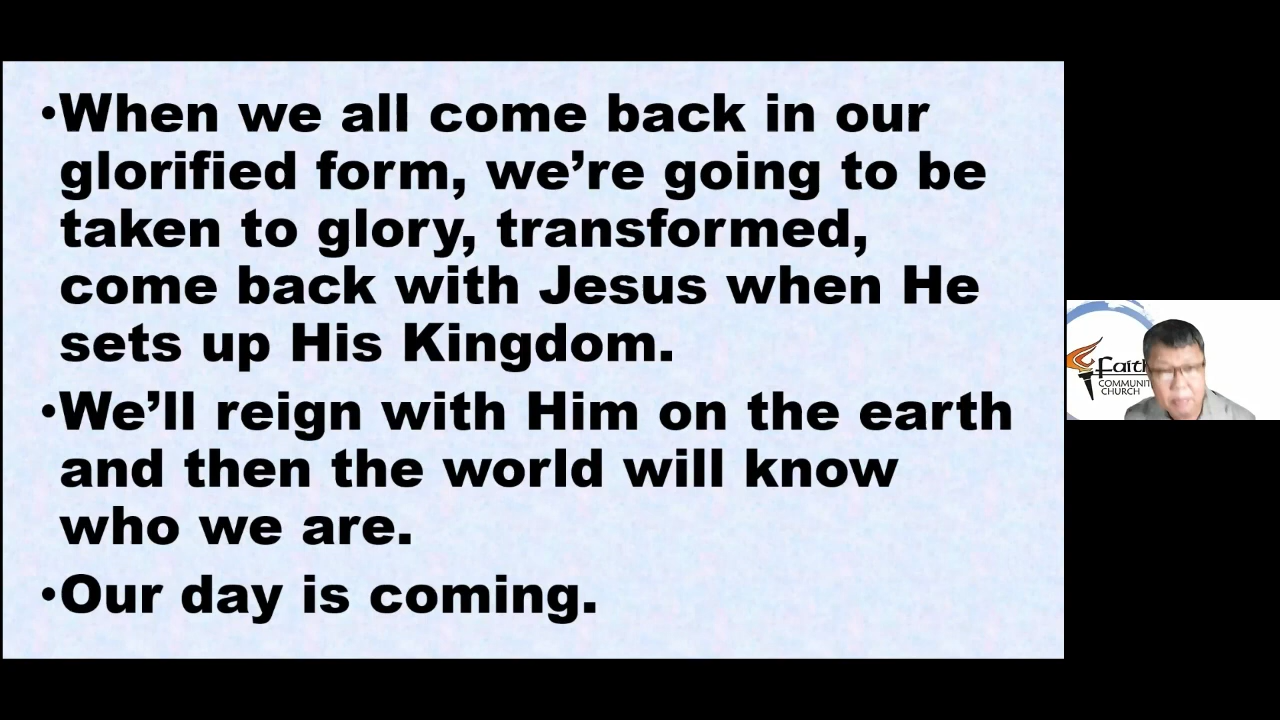 •When we all come back in our
glorified form, we’re going to be
taken to glory, transformed,
come back with Jesus when He
sets up His Kingdom.
•We’ll reign with Him on the earth
and then the world will know
who we are.
•Our day is coming.
Faith
COMMUNIT
CHURCH